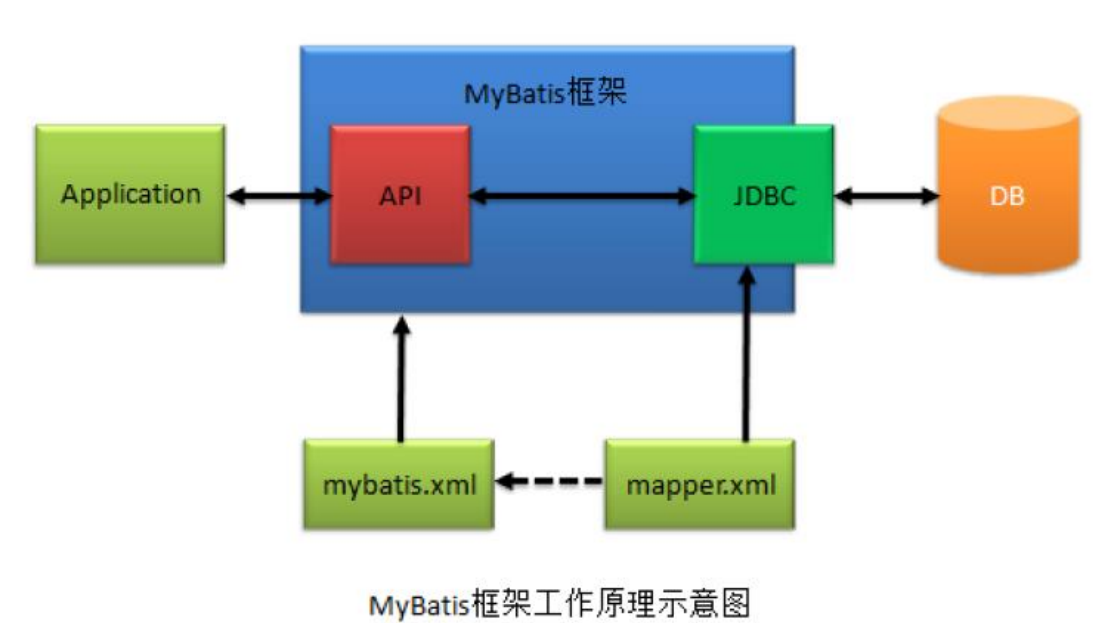 MyBatis框架
Application
API
JDBC
DB
mybatis.xml
mapper.xml
MyBatis框架工作原理示意图